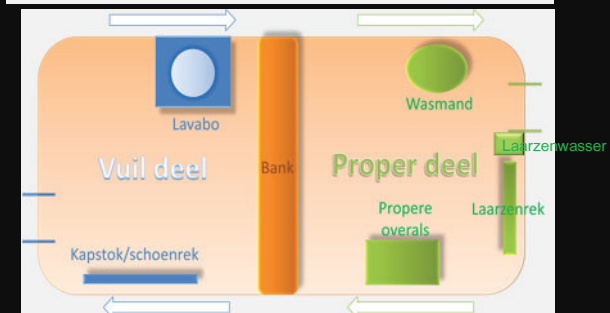 Wasmand
Lavabo
Laarzenwasser
Vuil deel
Bank
Proper deel
Propere
overals
Laarzenrek
Kapstok/schoenrek